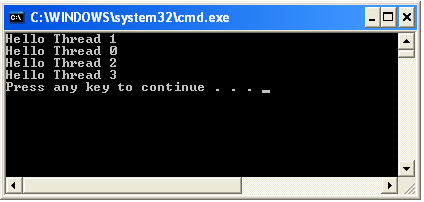 C:\WINDOWS\system32\cmd.exe
Hello Thread 1
Hello Thread 0
Hello Thread 2
Hello Thread 3
Press any key to continue . . . _